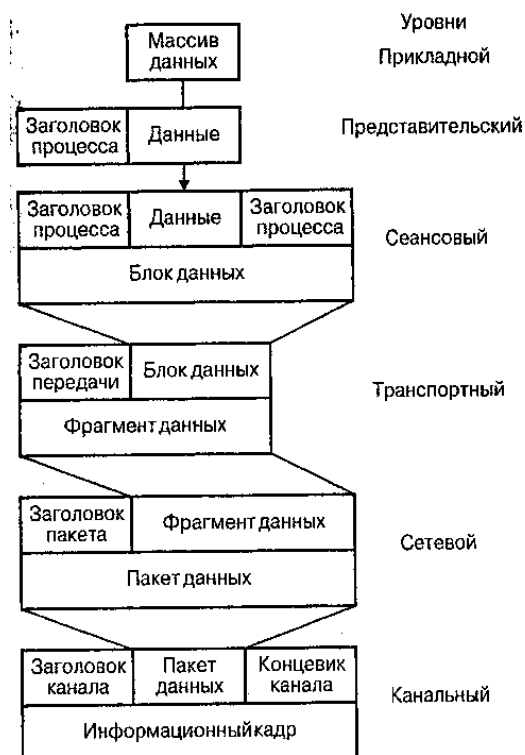 Уровни
Массив
данных
Прикладной
Заголовок
процесса
Данные
Представительский
Заголовок
процесса
Данные
Заголовок
процесса
Сеансовый
Блок данных
Заголовок
передачи
Блок данных
Транспортный
Фрагмент данных
Заголовок
пакета
Фрагмент данных
Сетевой
Пакет данных
Заголовок
канала
Пакет
данных
Концевик
канала
Канальный
Информационный кадр